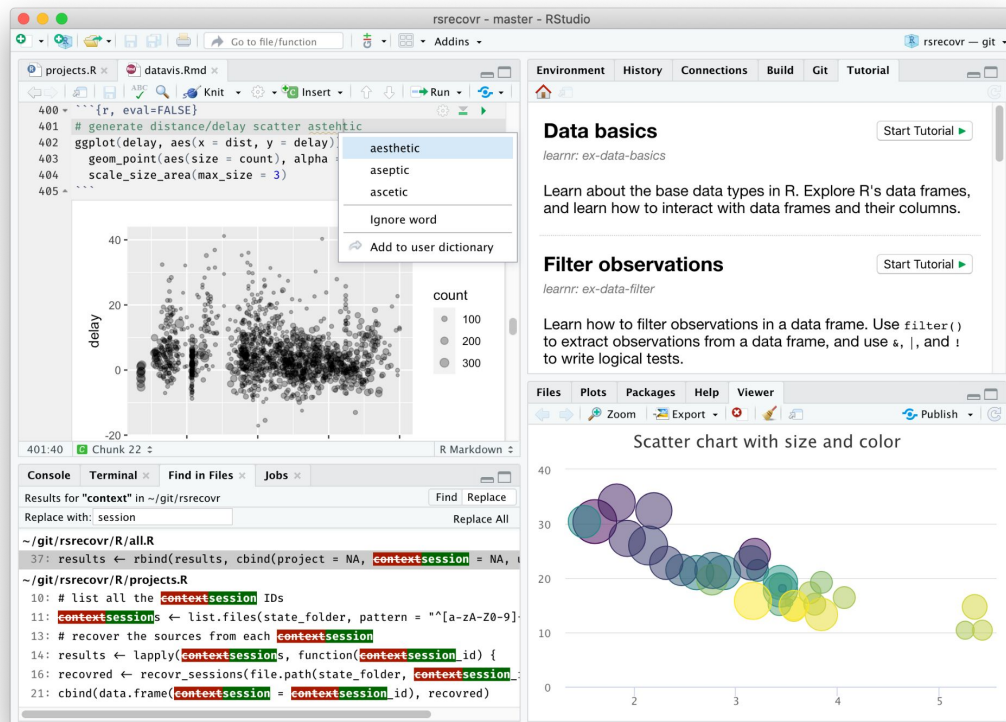 rsrecovr - master - RStudio
Go to file/function
Addins
rsrecovr — git
projects.R
datavis.Rmd
ABC
Knit
Insert
Run
400 ```{r, eval=FALSE}
401 # generate distance/delay scatter astehtic
402 ggplot(delay, aes(x = dist, y = delay)
403 geom_point(aes(size = count), alpha =
404 scale_size_area(max_size = 3)
405 ```
aesthetic
aseptic
ascetic
Ignore word
Add to user dictionary
40
20
0
-20
delay
count
100
200
300
401:40
Chunk 22
R Markdown
Console Terminal Find in Files Jobs
Results for "context" in ~/git/rsrecovr
Find Replace
Replace with: session
Replace All
~/git/rsrecovr/R/all.R
37: results ← rbind(results, cbind(project = NA, contextsession = NA,
~/git/rsrecovr/R/projects.R
10: # list all the contextsession IDs
11: contextsessions ← list.files(state_folder, pattern = "^[a-zA-Z0-9]
13: # recover the sources from each contextsession
14: results ← lapply(contextsessions, function(contextsession_id) {
16: recovred ← recovr_sessions(file.path(state_folder, contextsession_
21: cbind(data.frame(contextsession = contextsession_id), recovred)
Environment History Connections Build Git Tutorial
Data basics
Start Tutorial
learnr: ex-data-basics
Learn about the base data types in R. Explore R's data frames,
and learn how to interact with data frames and their columns.
Filter observations
Start Tutorial
learnr: ex-data-filter
Learn how to filter observations in a data frame. Use filter()
to extract observations from a data frame, and use &, |, and !
to write logical tests.
Files Plots Packages Help Viewer
Zoom Export
Publish
Scatter chart with size and color
40
30
20
10
0
2 3 4 5